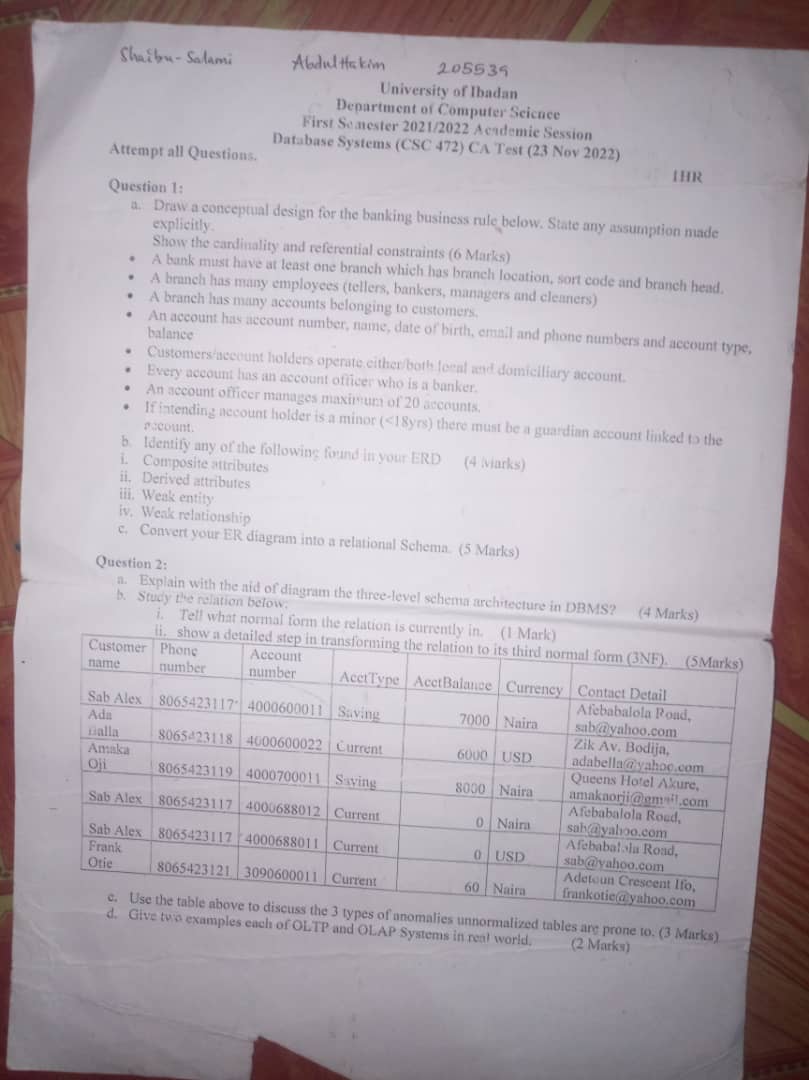 Shaibu-Salami Abdul Hakim 205539
University of Ibadan
Department of Computer Science
First Semester 2021/2022 Academic Session
Database Systems (CSC 472) CA Test (23 Nov 2022)
Attempt all Questions.
1HR
Question 1:
a. Draw a conceptual design for the banking business rule below. State any assumption made
explicitly.
Show the cardinality and referential constraints (6 Marks)
• A bank must have at least one branch which has branch location, sort code and branch head.
• A branch has many employees (tellers, bankers, managers and cleaners)
• A branch has many accounts belonging to customers.
• An account has account number, name, date of birth, email and phone numbers and account type,
balance
• Customers/account holders operate either/both local and domiciliary account.
• Every account has an account officer who is a banker.
• An account officer manages maximum of 20 accounts.
• If intending account holder is a minor (<18yrs) there must be a guardian account linked to the
account.
b. Identify any of the following found in your ERD (4 Marks)
i. Composite attributes
ii. Derived attributes
iii. Weak entity
iv. Weak relationship
c. Convert your ER diagram into a relational Schema. (5 Marks)
Question 2:
a. Explain with the aid of diagram the three-level schema architecture in DBMS? (4 Marks)
b. Study the relation below:
i. Tell what normal form the relation is currently in. (1 Mark)
ii. show a detailed step in transforming the relation to its third normal form (3NF). (5Marks)
Customer name Phone number Account number AcctType AcctBalance Currency Contact Detail
Sab Alex 8065423117 4000600011 Saving 7000 Naira Afebabalola Road, sab@yahoo.com
Ada 8065423118 4000600022 Current 6000 USD Zik Av. Bodija, adabella@yahoo.com
Amaka Oji 8065423119 4000700011 Saving 8000 Naira Queens Hotel Akure, amakaorji@gmail.com
Sab Alex 8065423117 4000688012 Current 0 Naira Afebabalola Road, sab@yahoo.com
Sab Alex 8065423117 4000688011 Current 0 USD Afebabalola Road, sab@yahoo.com
Frank Otie 8065423121 3090600011 Current 60 Naira Adetoun Crescent Ifo, frankotie@yahoo.com
c. Use the table above to discuss the 3 types of anomalies unnormalized tables are prone to. (3 Marks)
d. Give two examples each of OLTP and OLAP Systems in real world. (2 Marks)